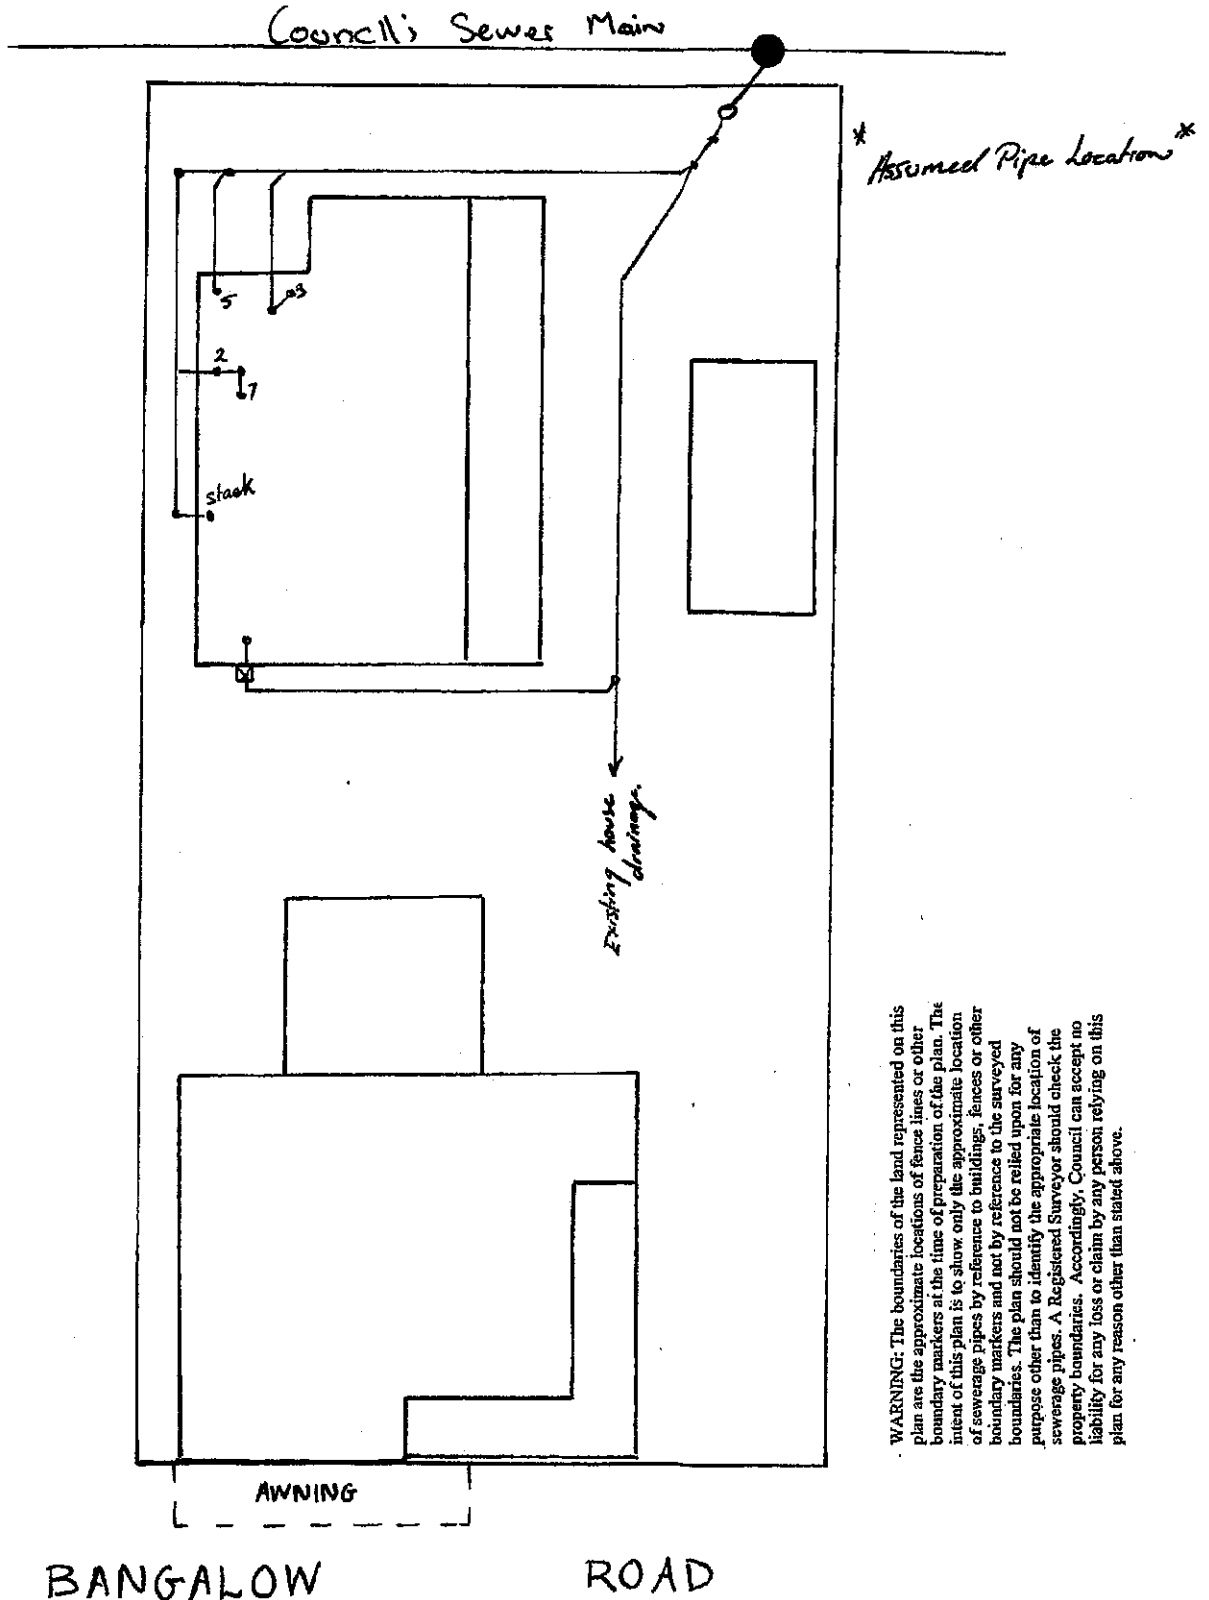 Council's Sewer Main
* Assumed Pipe Location *
5
3
2
7
stack
Existing house
drainage.
WARNING: The boundaries of the land represented on this
plan are the approximate locations of fence lines or other
boundary markers at the time of preparation of the plan. The
intent of this plan is to show only the approximate location
of sewerage pipes by reference to buildings, fences or other
boundary markers and not by reference to the surveyed
boundaries. The plan should not be relied upon for any
purpose other than to identify the appropriate location of
sewerage pipes. A Registered Surveyor should check the
property boundaries. Accordingly, Council can accept no
liability for any loss or claim by any person relying on this
plan for any reason other than stated above.
AWNING
BANGALOW ROAD